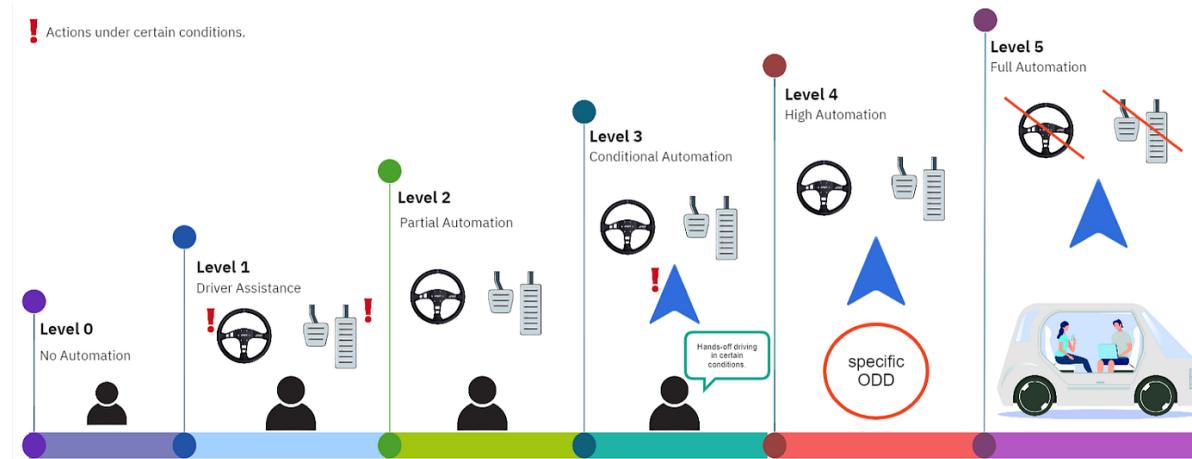 Actions under certain conditions.
Level 0
No Automation
Level 1
Driver Assistance
Level 2
Partial Automation
Level 3
Conditional Automation
Hands-off driving
in certain
conditions.
Level 4
High Automation
specific
ODD
Level 5
Full Automation